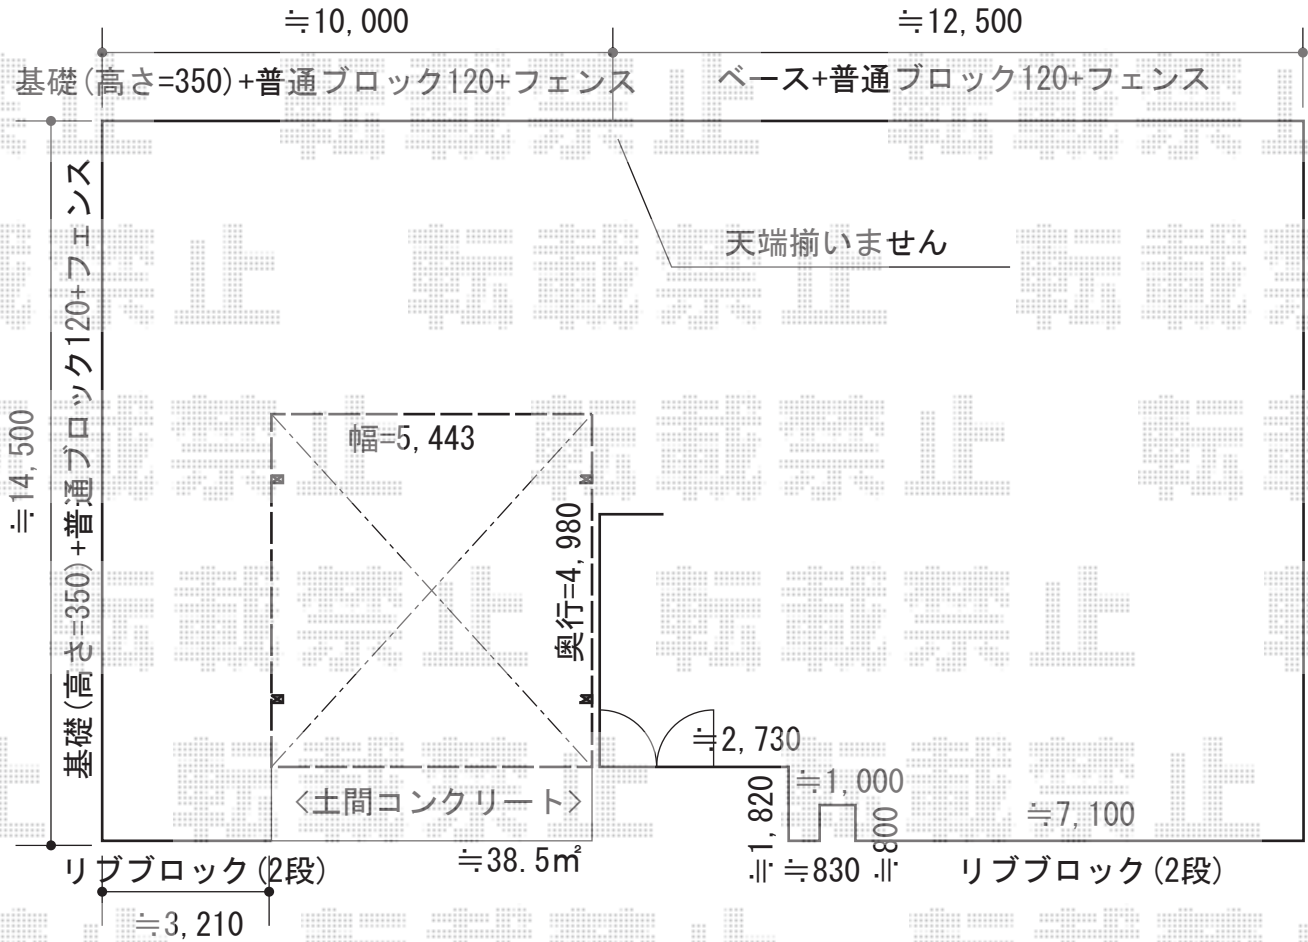 ≒10,000
≒12,500
基礎(高さ=350)+普通ブロック120+フェンス
ベース+普通ブロック120+フェンス
天端揃いません
≒14,500
基礎(高さ=350)+普通ブロック120+フェンス
幅=5,443
奥行=4,980
≒2,730
<土間コンクリート>
≒38.5㎡
≒1,820
≒1,000
≒800
≒7,100
≒830
リブブロック(2段)
リブブロック(2段)
≒3,210
転載禁止